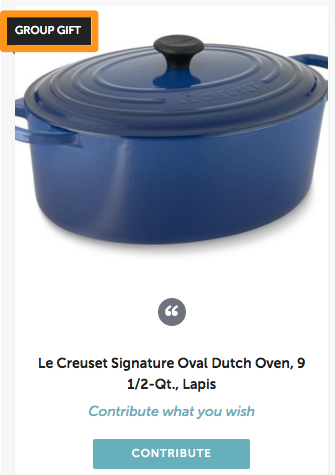 GROUP GIFT
Le Creuset Signature Oval Dutch Oven, 9
1/2-Qt., Lapis
Contribute what you wish
CONTRIBUTE